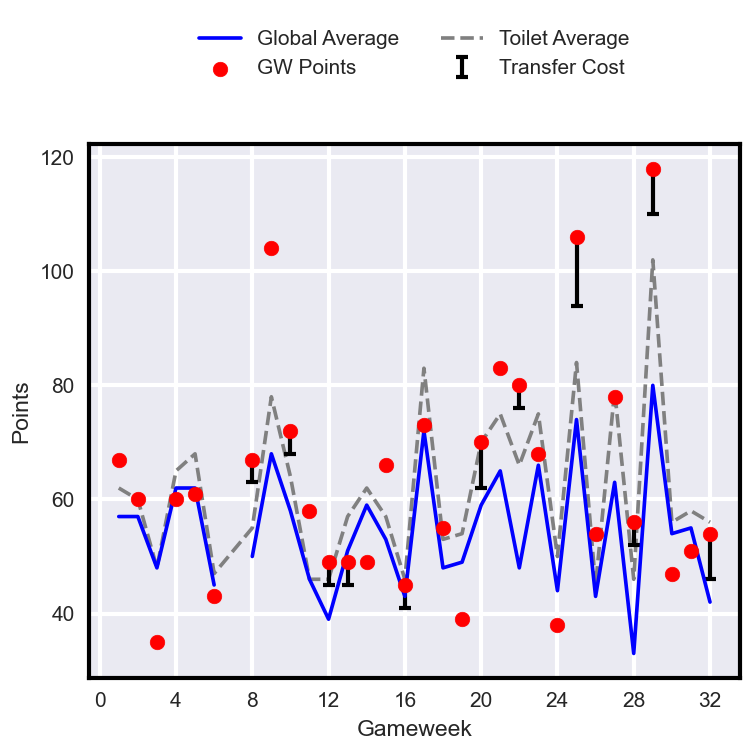 Global Average
Toilet Average
GW Points
Transfer Cost
120
100
80
60
40
Points
0
4
8
12
16
20
24
28
32
Gameweek